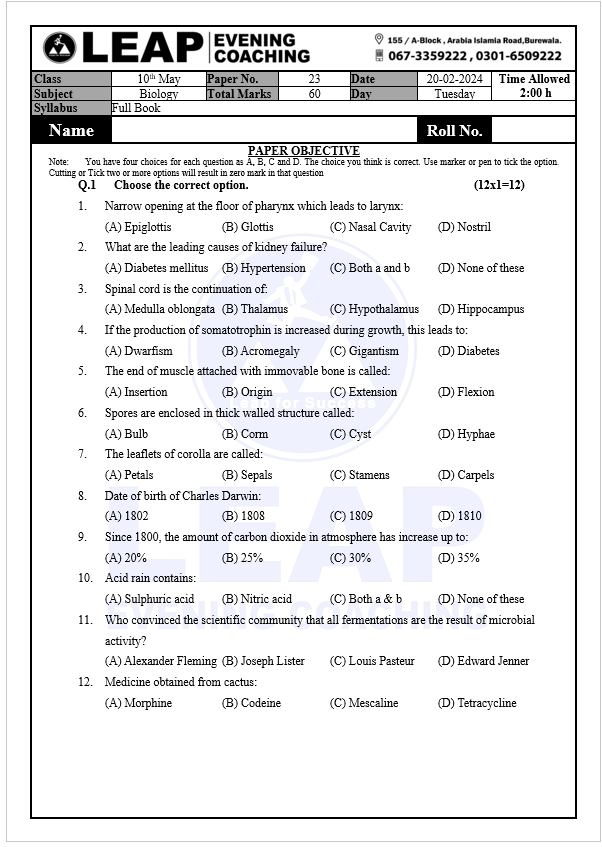 LEAP EVENING COACHING
155 / A-Block , Arabia Islamia Road,Burewala.
067-3359222 , 0301-6509222
Class 10th May Paper No. 23 Date 20-02-2024 Time Allowed
Subject Biology Total Marks 60 Day Tuesday 2:00 h
Syllabus Full Book
Name Roll No.
PAPER OBJECTIVE
Note: You have four choices for each question as A, B, C and D. The choice you think is correct. Use marker or pen to tick the option.
Cutting or Tick two or more options will result in zero mark in that question
Q.1 Choose the correct option. (12x1=12)
1. Narrow opening at the floor of pharynx which leads to larynx:
(A) Epiglottis (B) Glottis (C) Nasal Cavity (D) Nostril
2. What are the leading causes of kidney failure?
(A) Diabetes mellitus (B) Hypertension (C) Both a and b (D) None of these
3. Spinal cord is the continuation of:
(A) Medulla oblongata (B) Thalamus (C) Hypothalamus (D) Hippocampus
4. If the production of somatotrophin is increased during growth, this leads to:
(A) Dwarfism (B) Acromegaly (C) Gigantism (D) Diabetes
5. The end of muscle attached with immovable bone is called:
(A) Insertion (B) Origin (C) Extension (D) Flexion
Leap for Success
6. Spores are enclosed in thick walled structure called:
(A) Bulb (B) Corm (C) Cyst (D) Hyphae
7. The leaflets of corolla are called:
(A) Petals (B) Sepals (C) Stamens (D) Carpels
8. Date of birth of Charles Darwin:
(A) 1802 (B) 1808 (C) 1809 (D) 1810
9. Since 1800, the amount of carbon dioxide in atmosphere has increase up to:
(A) 20% (B) 25% (C) 30% (D) 35%
LEAP
10. Acid rain contains:
(A) Sulphuric acid (B) Nitric acid (C) Both a & b (D) None of these
EVENING COACHING
11. Who convinced the scientific community that all fermentations are the result of microbial
activity?
(A) Alexander Fleming (B) Joseph Lister (C) Louis Pasteur (D) Edward Jenner
12. Medicine obtained from cactus:
(A) Morphine (B) Codeine (C) Mescaline (D) Tetracycline